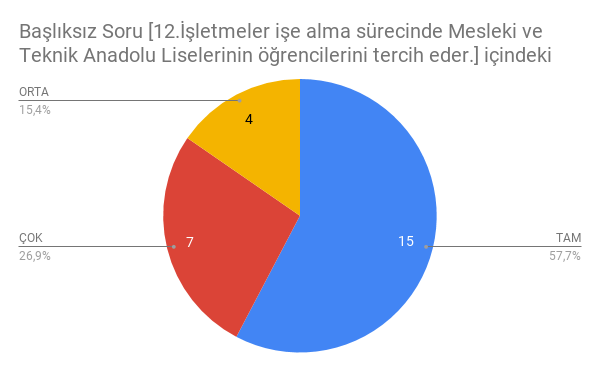 Başlıksız Soru [12.İşletmeler işe alma sürecinde Mesleki ve
Teknik Anadolu Liselerinin öğrencilerini tercih eder.] içindeki
ORTA
15,4%
4
ÇOK
26,9%
7
15
TAM
57,7%